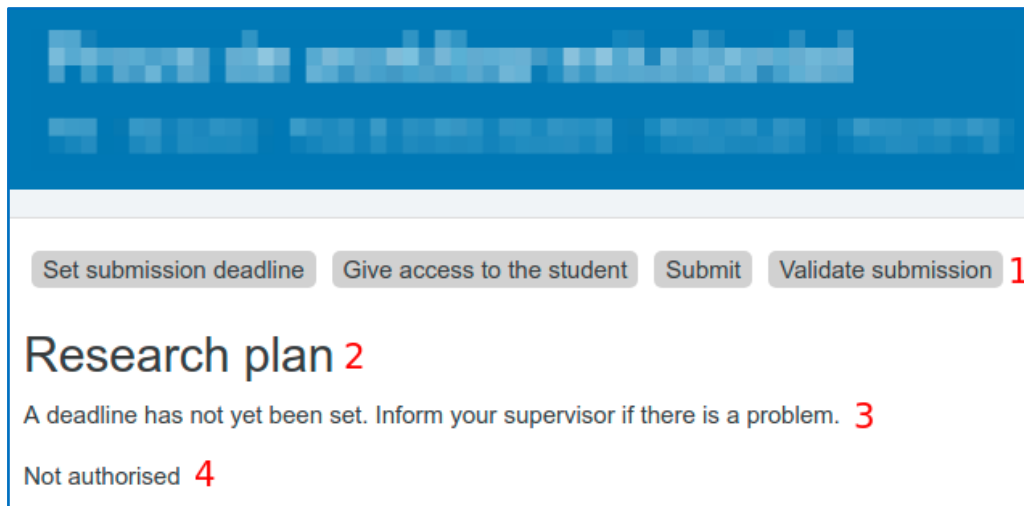 Set submission deadline Give access to the student Submit Validate submission 1
Research plan 2
A deadline has not yet been set. Inform your supervisor if there is a problem. 3
Not authorised 4